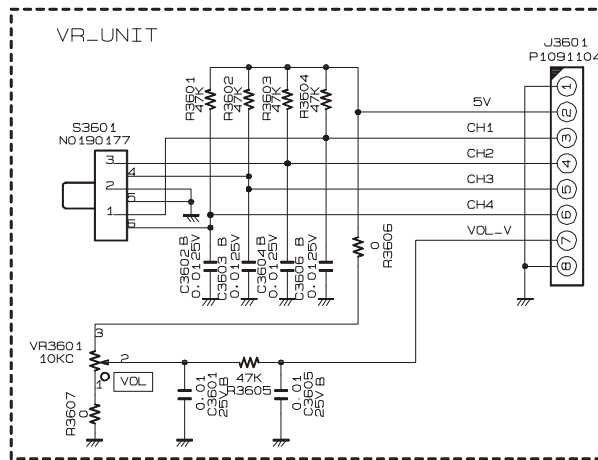 VR_UNIT
J3601
P1091104
R3601
47K
R3602
47K
R3603
47K
R3604
47K
1
5V
2
S3601
N0190177
CH1
3
3
CH2
4
4
2
CH3
5
5
1
CH4
6
6
VOL_V
7
0
R3606
C3602 B
0.01 25V
C3603 B
0.01 25V
C3604 B
0.01 25V
C3606 B
0.01 25V
8
3
VR3601
10KC
2
1
VOL
47K
R3605
0.01
C3601
25V B
0.01
C3605
25V B
R3607
0